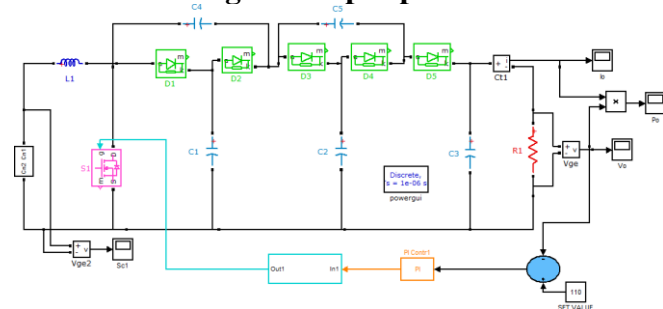 C4
C5
m
m
m
m
m
L1
D1
D2
D3
D4
D5
Ct1
Io
Po
S1
g
D
m
S
C1
C2
C3
R1
Vge
v
Vo
Discrete,
s = 1e-06 s
powergui
Vge2
v
Sc1
Out1
In1
PI Contr1
PI
110
SET VALUE